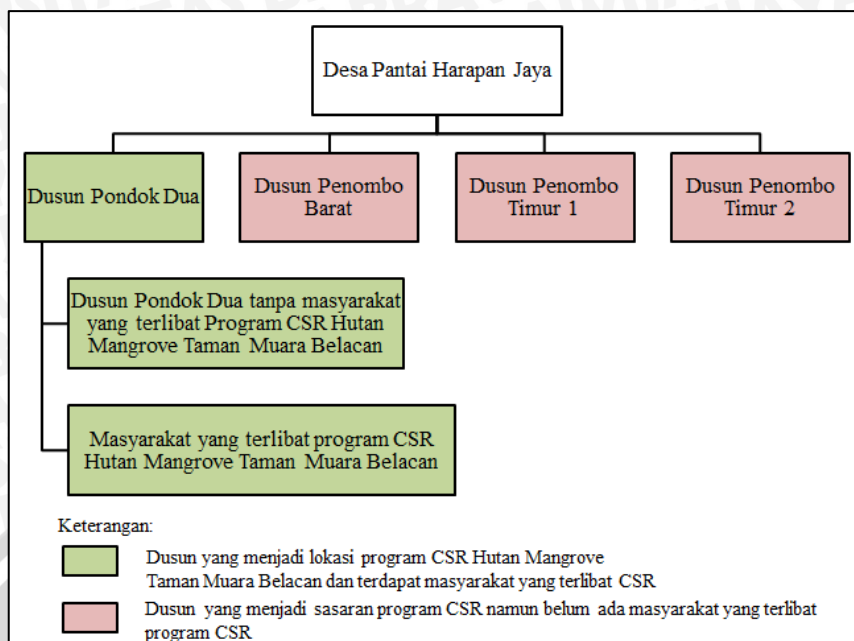 Desa Pantai Harapan Jaya
Dusun Pondok Dua
Dusun Penombo
Barat
Dusun Penombo
Timur 1
Dusun Penombo
Timur 2
Dusun Pondok Dua tanpa masyarakat
yang terlibat Program CSR Hutan
Mangrove Taman Muara Belacan
Masyarakat yang terlibat program CSR
Hutan Mangrove Taman Muara Belacan
Keterangan:
Dusun yang menjadi lokasi program CSR Hutan Mangrove
Taman Muara Belacan dan terdapat masyarakat yang terlibat CSR
Dusun yang menjadi sasaran program CSR namun belum ada masyarakat yang terlibat
program CSR